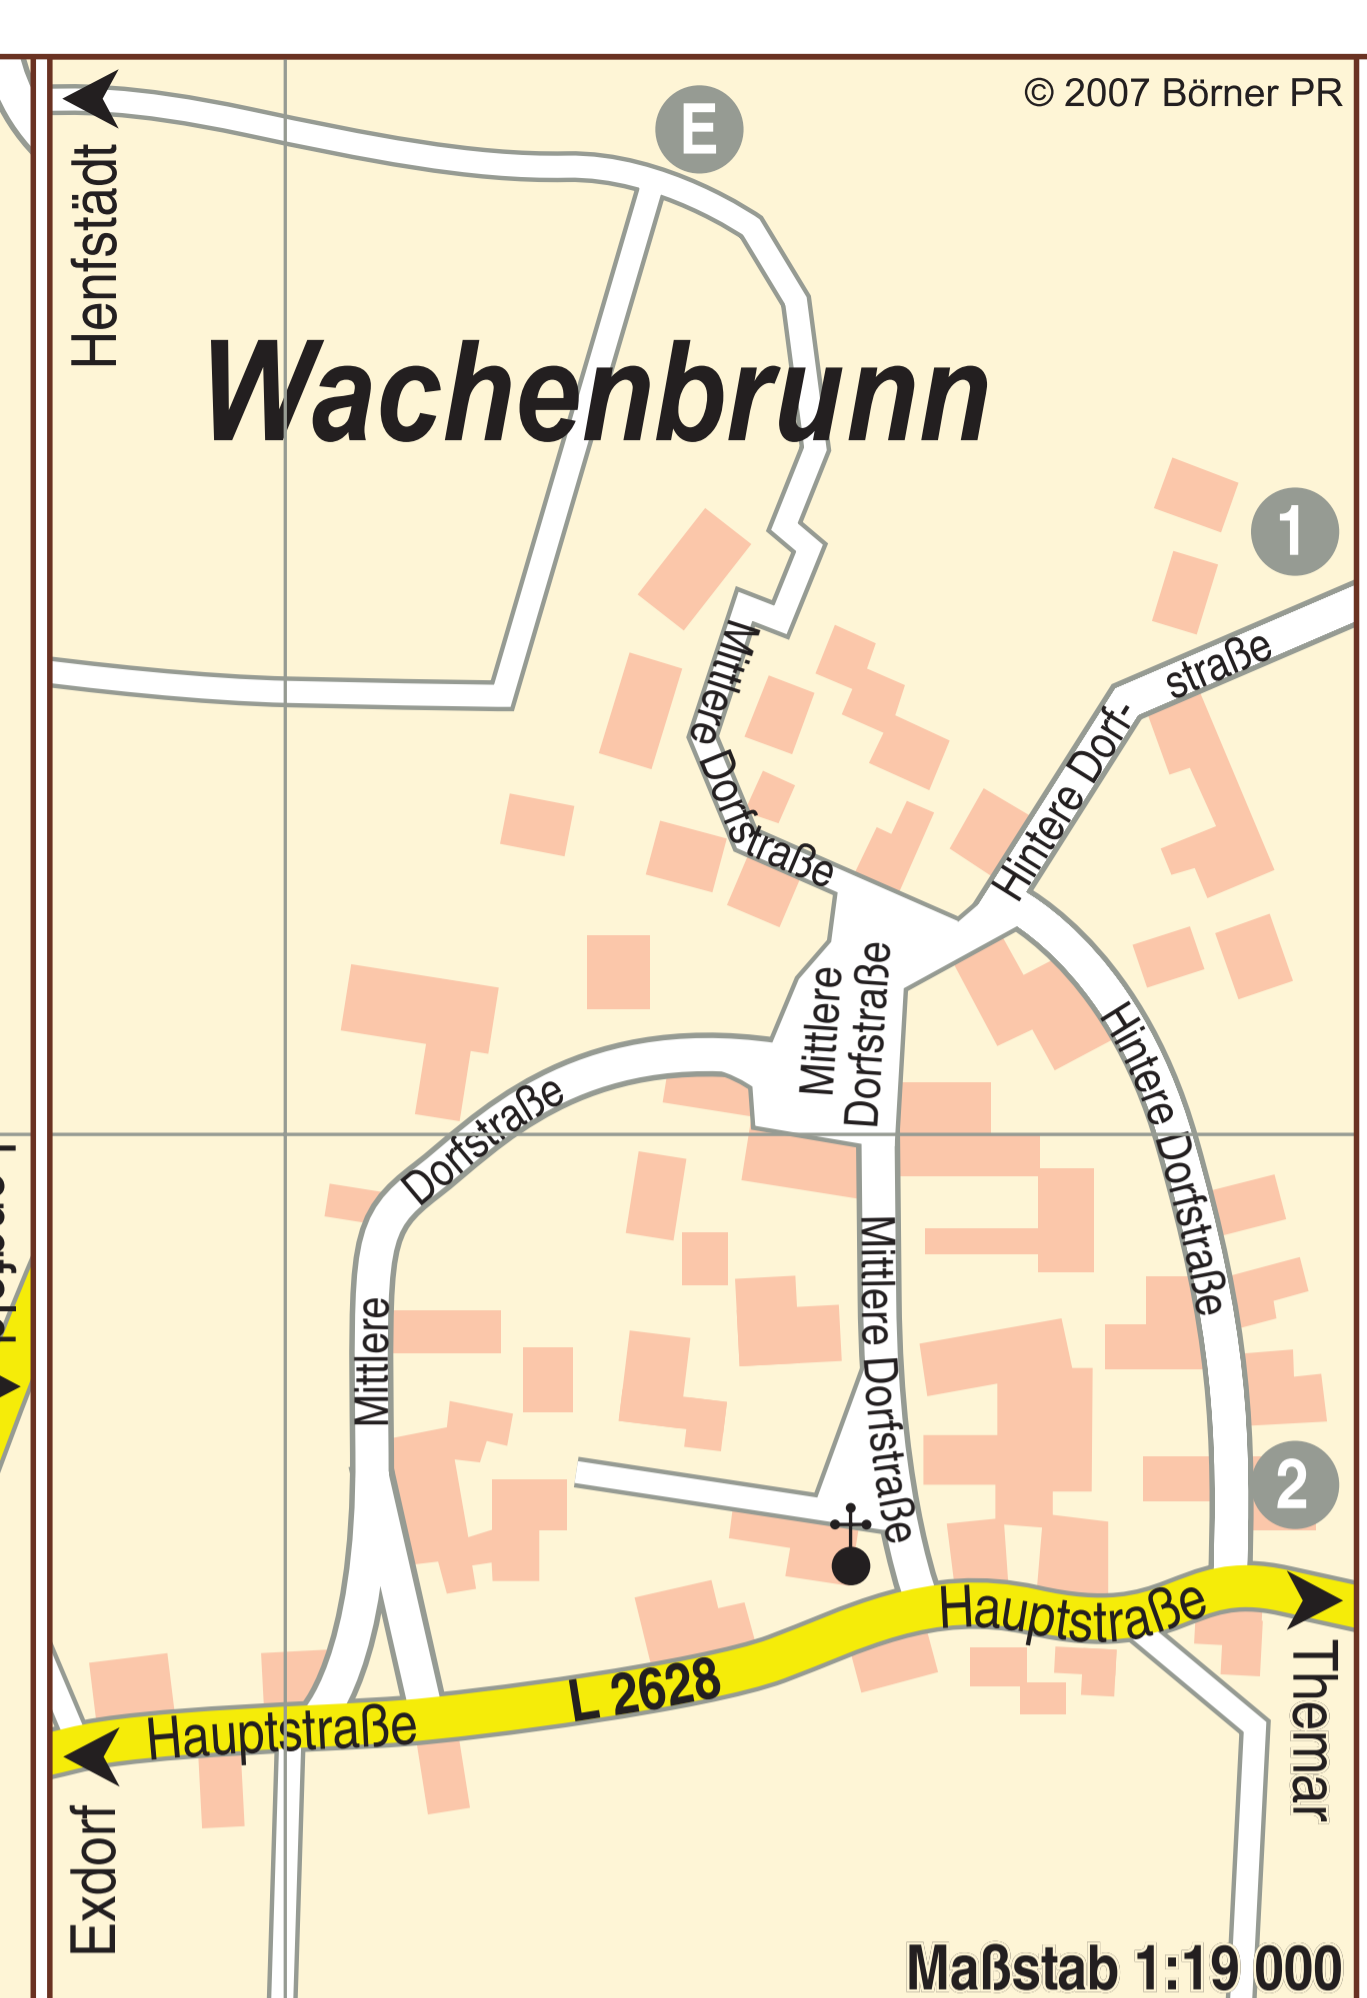 © 2007 Börner PR
E
Henfstädt
Wachenbrunn
1
Mittlere Dorfstraße
Hintere Dorf-
straße
Mittlere
Dorfstraße
Hintere Dorfstraße
Mittlere Dorfstraße
Mittlere Dorfstraße
2
Hauptstraße
L 2628
Hauptstraße
Themar
Exdorf
Maßstab 1:19 000